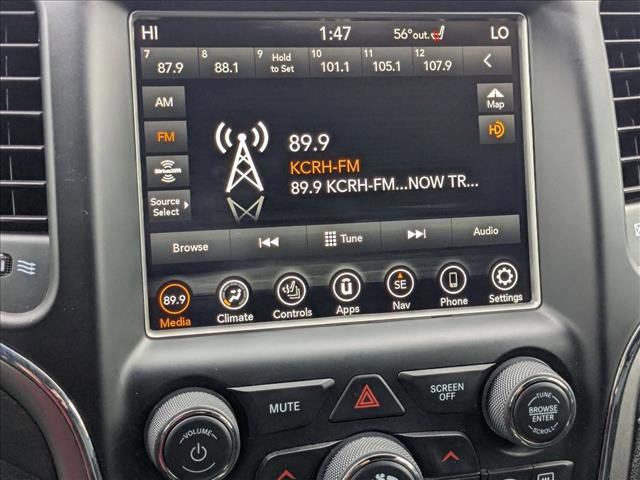 HI 1:47 56°out. LO
7 87.9 8 88.1 9 Hold to Set 10 101.1 11 105.1 12 107.9 <
AM
Map
FM
HD
89.9
KCRH-FM
SiriusXM
89.9 KCRH-FM...NOW TR...
Source
Select
Browse Tune Audio
89.9 SE
Media Climate Controls Apps Nav Phone Settings
MUTE
SCREEN
OFF
VOLUME
TUNE
BROWSE
ENTER
SCROLL